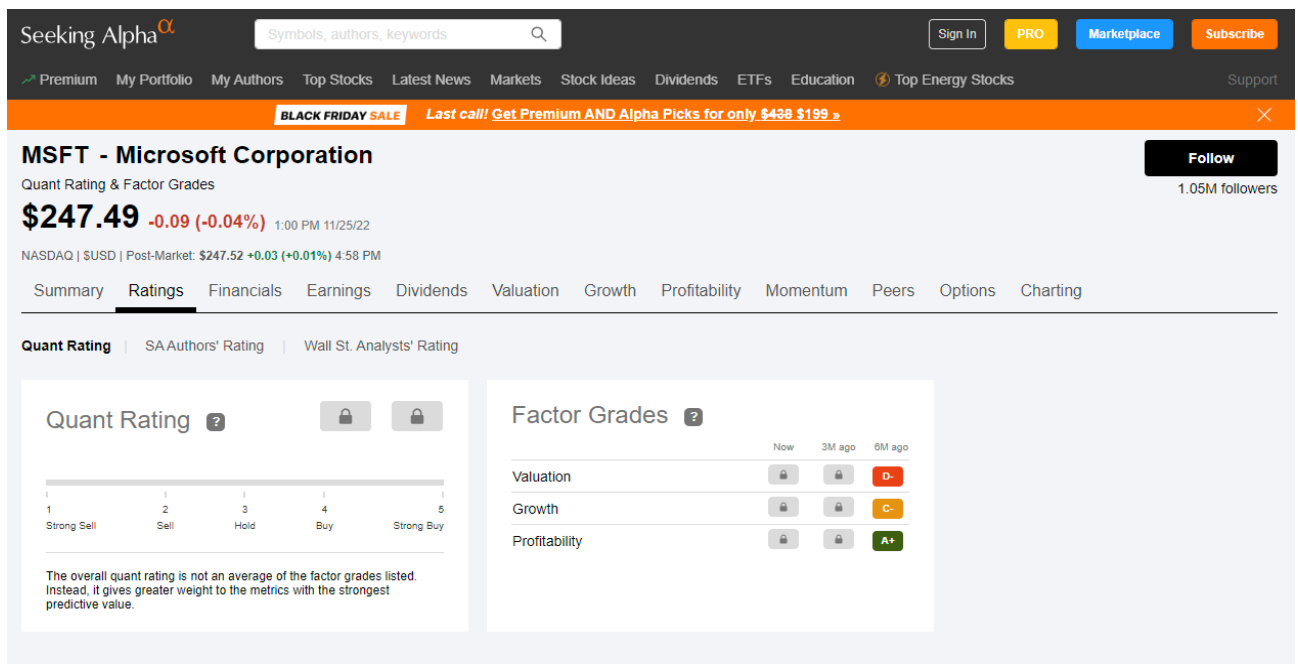 Seeking Alphaα
Symbols, authors, keywords
Sign In PRO Marketplace Subscribe
Premium My Portfolio My Authors Top Stocks Latest News Markets Stock Ideas Dividends ETFs Education Top Energy Stocks Support
BLACK FRIDAY SALE Last call! Get Premium AND Alpha Picks for only $438 $199 »
MSFT - Microsoft Corporation
Follow
Quant Rating & Factor Grades
1.05M followers
$247.49 -0.09 (-0.04%) 1:00 PM 11/25/22
NASDAQ | $USD | Post-Market: $247.52 +0.03 (+0.01%) 4:58 PM
Summary Ratings Financials Earnings Dividends Valuation Growth Profitability Momentum Peers Options Charting
Quant Rating | SA Authors' Rating | Wall St. Analysts' Rating
Quant Rating ?
1 2 3 4 5
Strong Sell Sell Hold Buy Strong Buy
The overall quant rating is not an average of the factor grades listed.
Instead, it gives greater weight to the metrics with the strongest
predictive value.
Factor Grades ?
Now 3M ago 6M ago
Valuation D-
Growth C-
Profitability A+